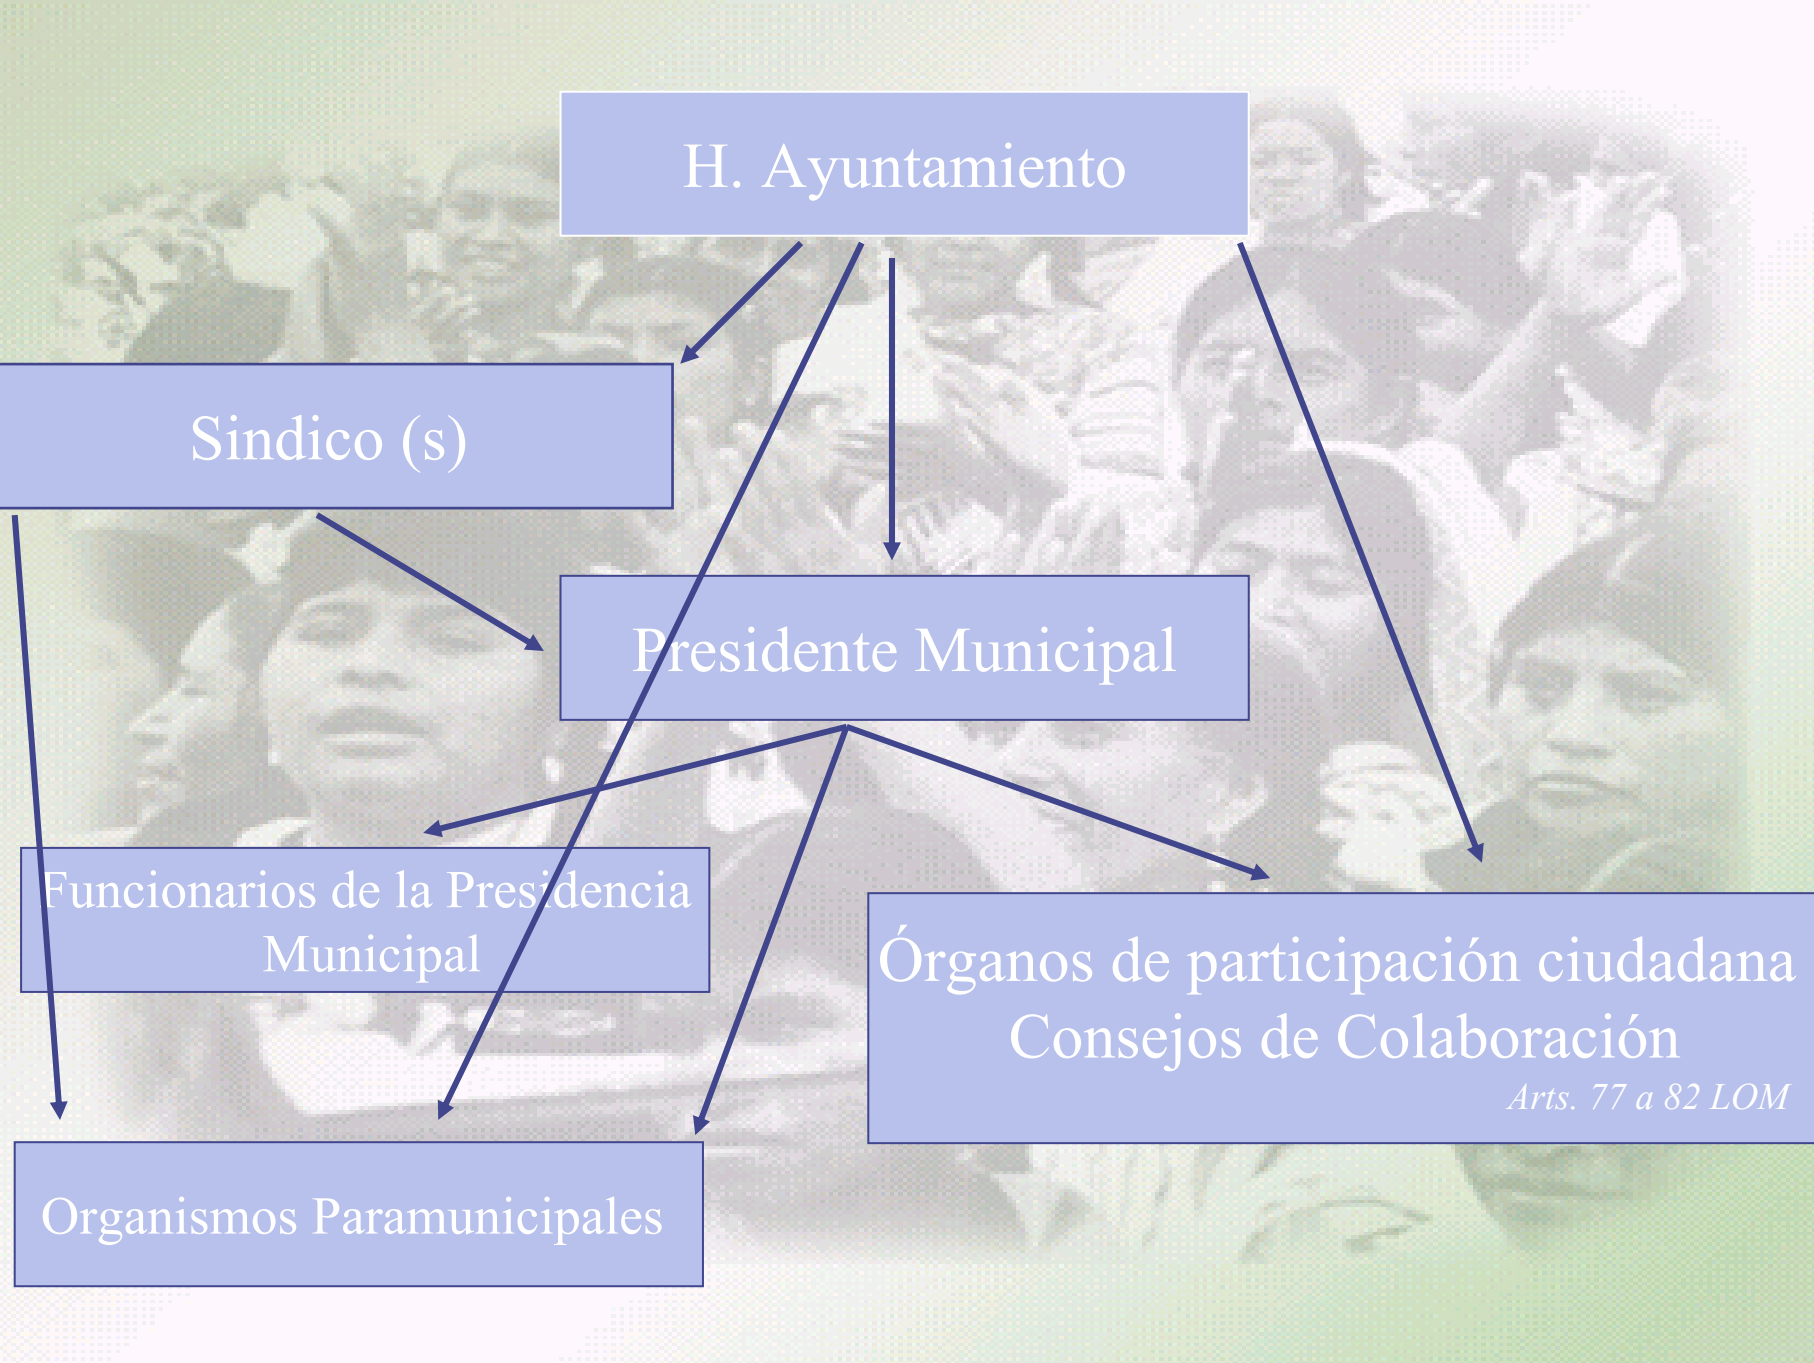 H. Ayuntamiento
Sindico (s)
Presidente Municipal
Funcionarios de la Presidencia
Municipal
Órganos de participación ciudadana
Consejos de Colaboración
Arts. 77 a 82 LOM
Organismos Paramunicipales